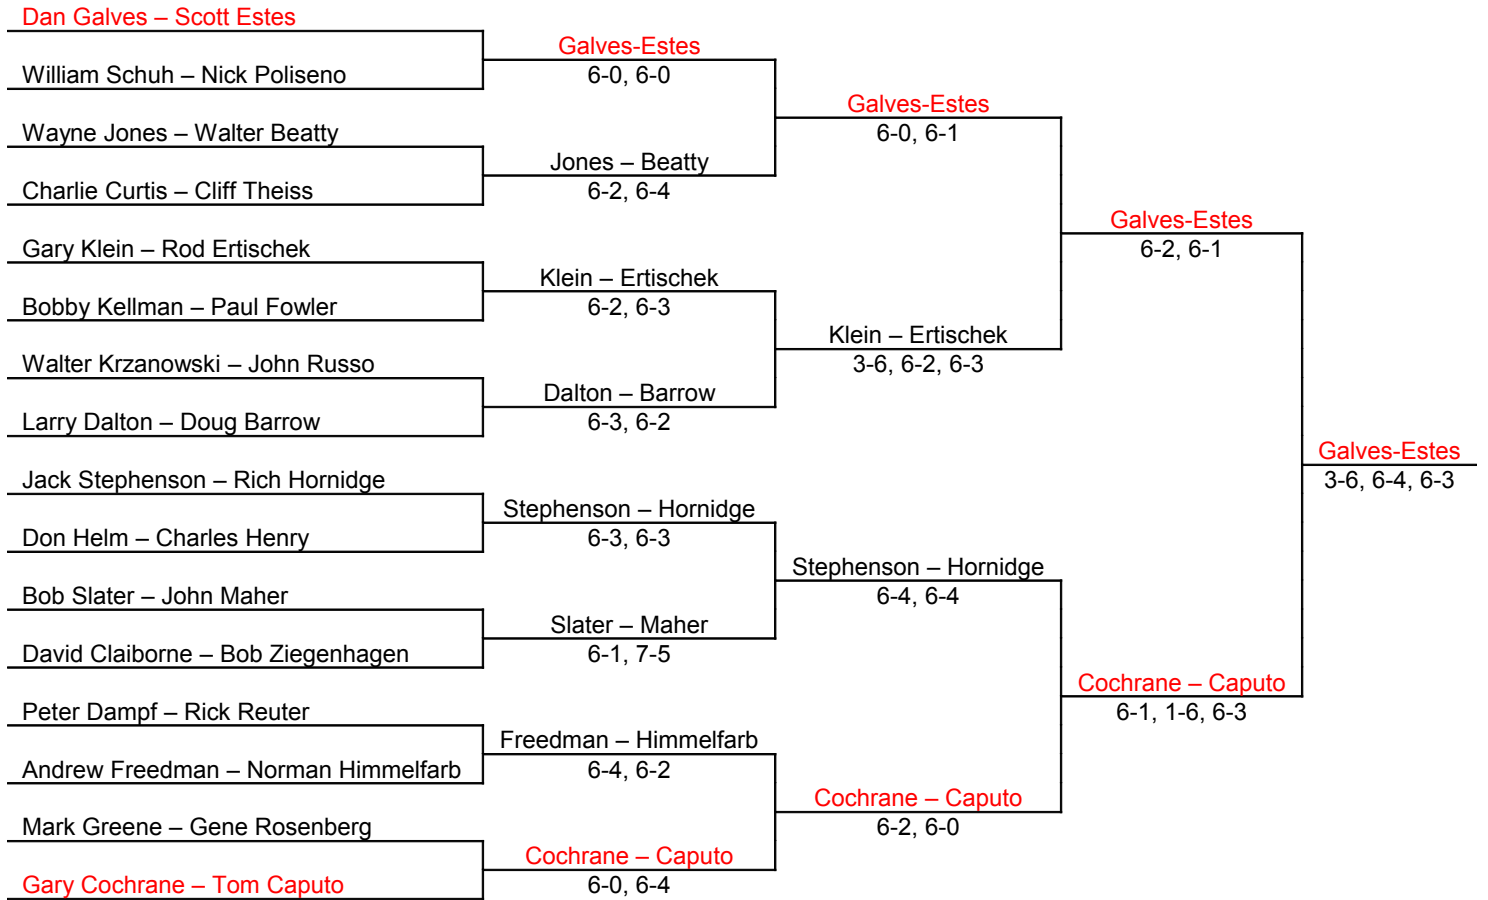 Dan Galves – Scott Estes
William Schuh – Nick Poliseno
Wayne Jones – Walter Beatty
Charlie Curtis – Cliff Theiss
Gary Klein – Rod Ertischek
Bobby Kellman – Paul Fowler
Walter Krzanowski – John Russo
Larry Dalton – Doug Barrow
Jack Stephenson – Rich Hornidge
Don Helm – Charles Henry
Bob Slater – John Maher
David Claiborne – Bob Ziegenhagen
Peter Dampf – Rick Reuter
Andrew Freedman – Norman Himmelfarb
Mark Greene – Gene Rosenberg
Gary Cochrane – Tom Caputo
Galves-Estes
6-0, 6-0
Jones – Beatty
6-2, 6-4
Klein – Ertischek
6-2, 6-3
Dalton – Barrow
6-3, 6-2
Stephenson – Hornidge
6-3, 6-3
Slater – Maher
6-1, 7-5
Freedman – Himmelfarb
6-4, 6-2
Cochrane – Caputo
6-0, 6-4
Galves-Estes
6-0, 6-1
Klein – Ertischek
3-6, 6-2, 6-3
Stephenson – Hornidge
6-4, 6-4
Cochrane – Caputo
6-2, 6-0
Galves-Estes
6-2, 6-1
Cochrane – Caputo
6-1, 1-6, 6-3
Galves-Estes
3-6, 6-4, 6-3